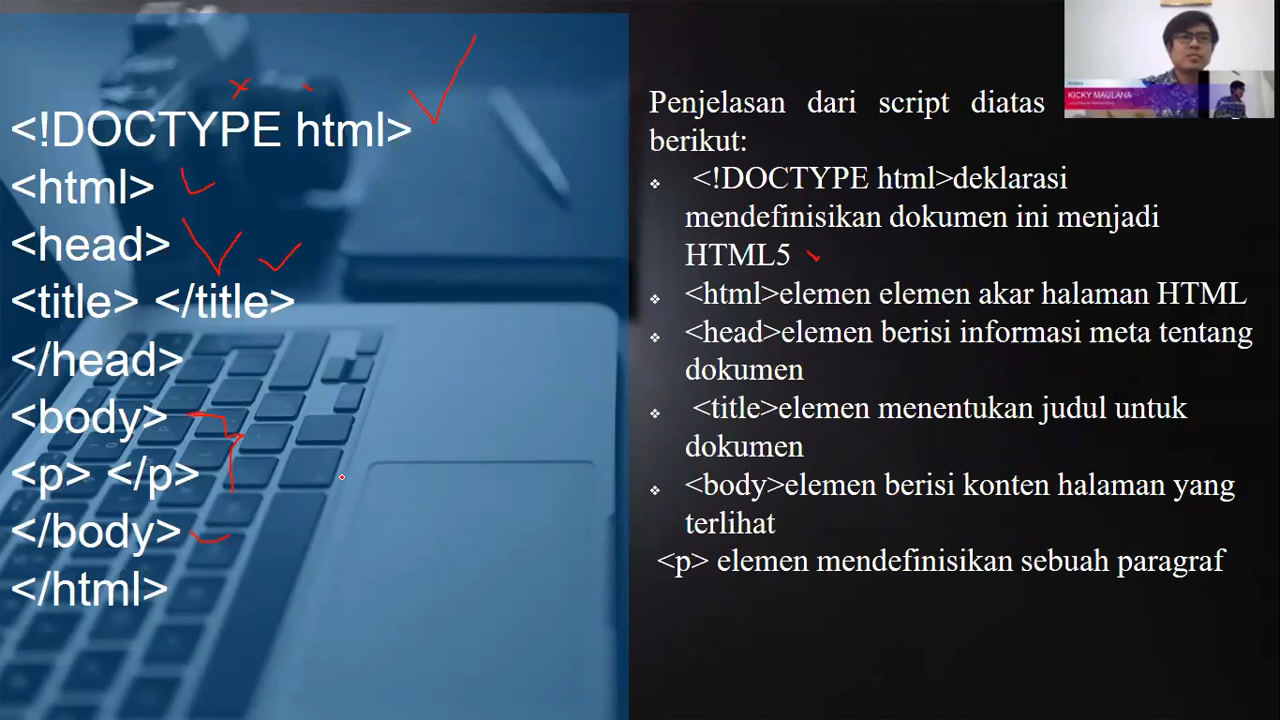 <!DOCTYPE html>
<html>
<head>
<title> </title>
</head>
<body>
<p> </p>
</body>
</html>
Penjelasan dari script diatas
berikut:
❖ <!DOCTYPE html>deklarasi
mendefinisikan dokumen ini menjadi
HTML5
❖ <html>elemen elemen akar halaman HTML
❖ <head>elemen berisi informasi meta tentang
dokumen
❖ <title>elemen menentukan judul untuk
dokumen
❖ <body>elemen berisi konten halaman yang
terlihat
<p> elemen mendefinisikan sebuah paragraf
KICKY MAULANA